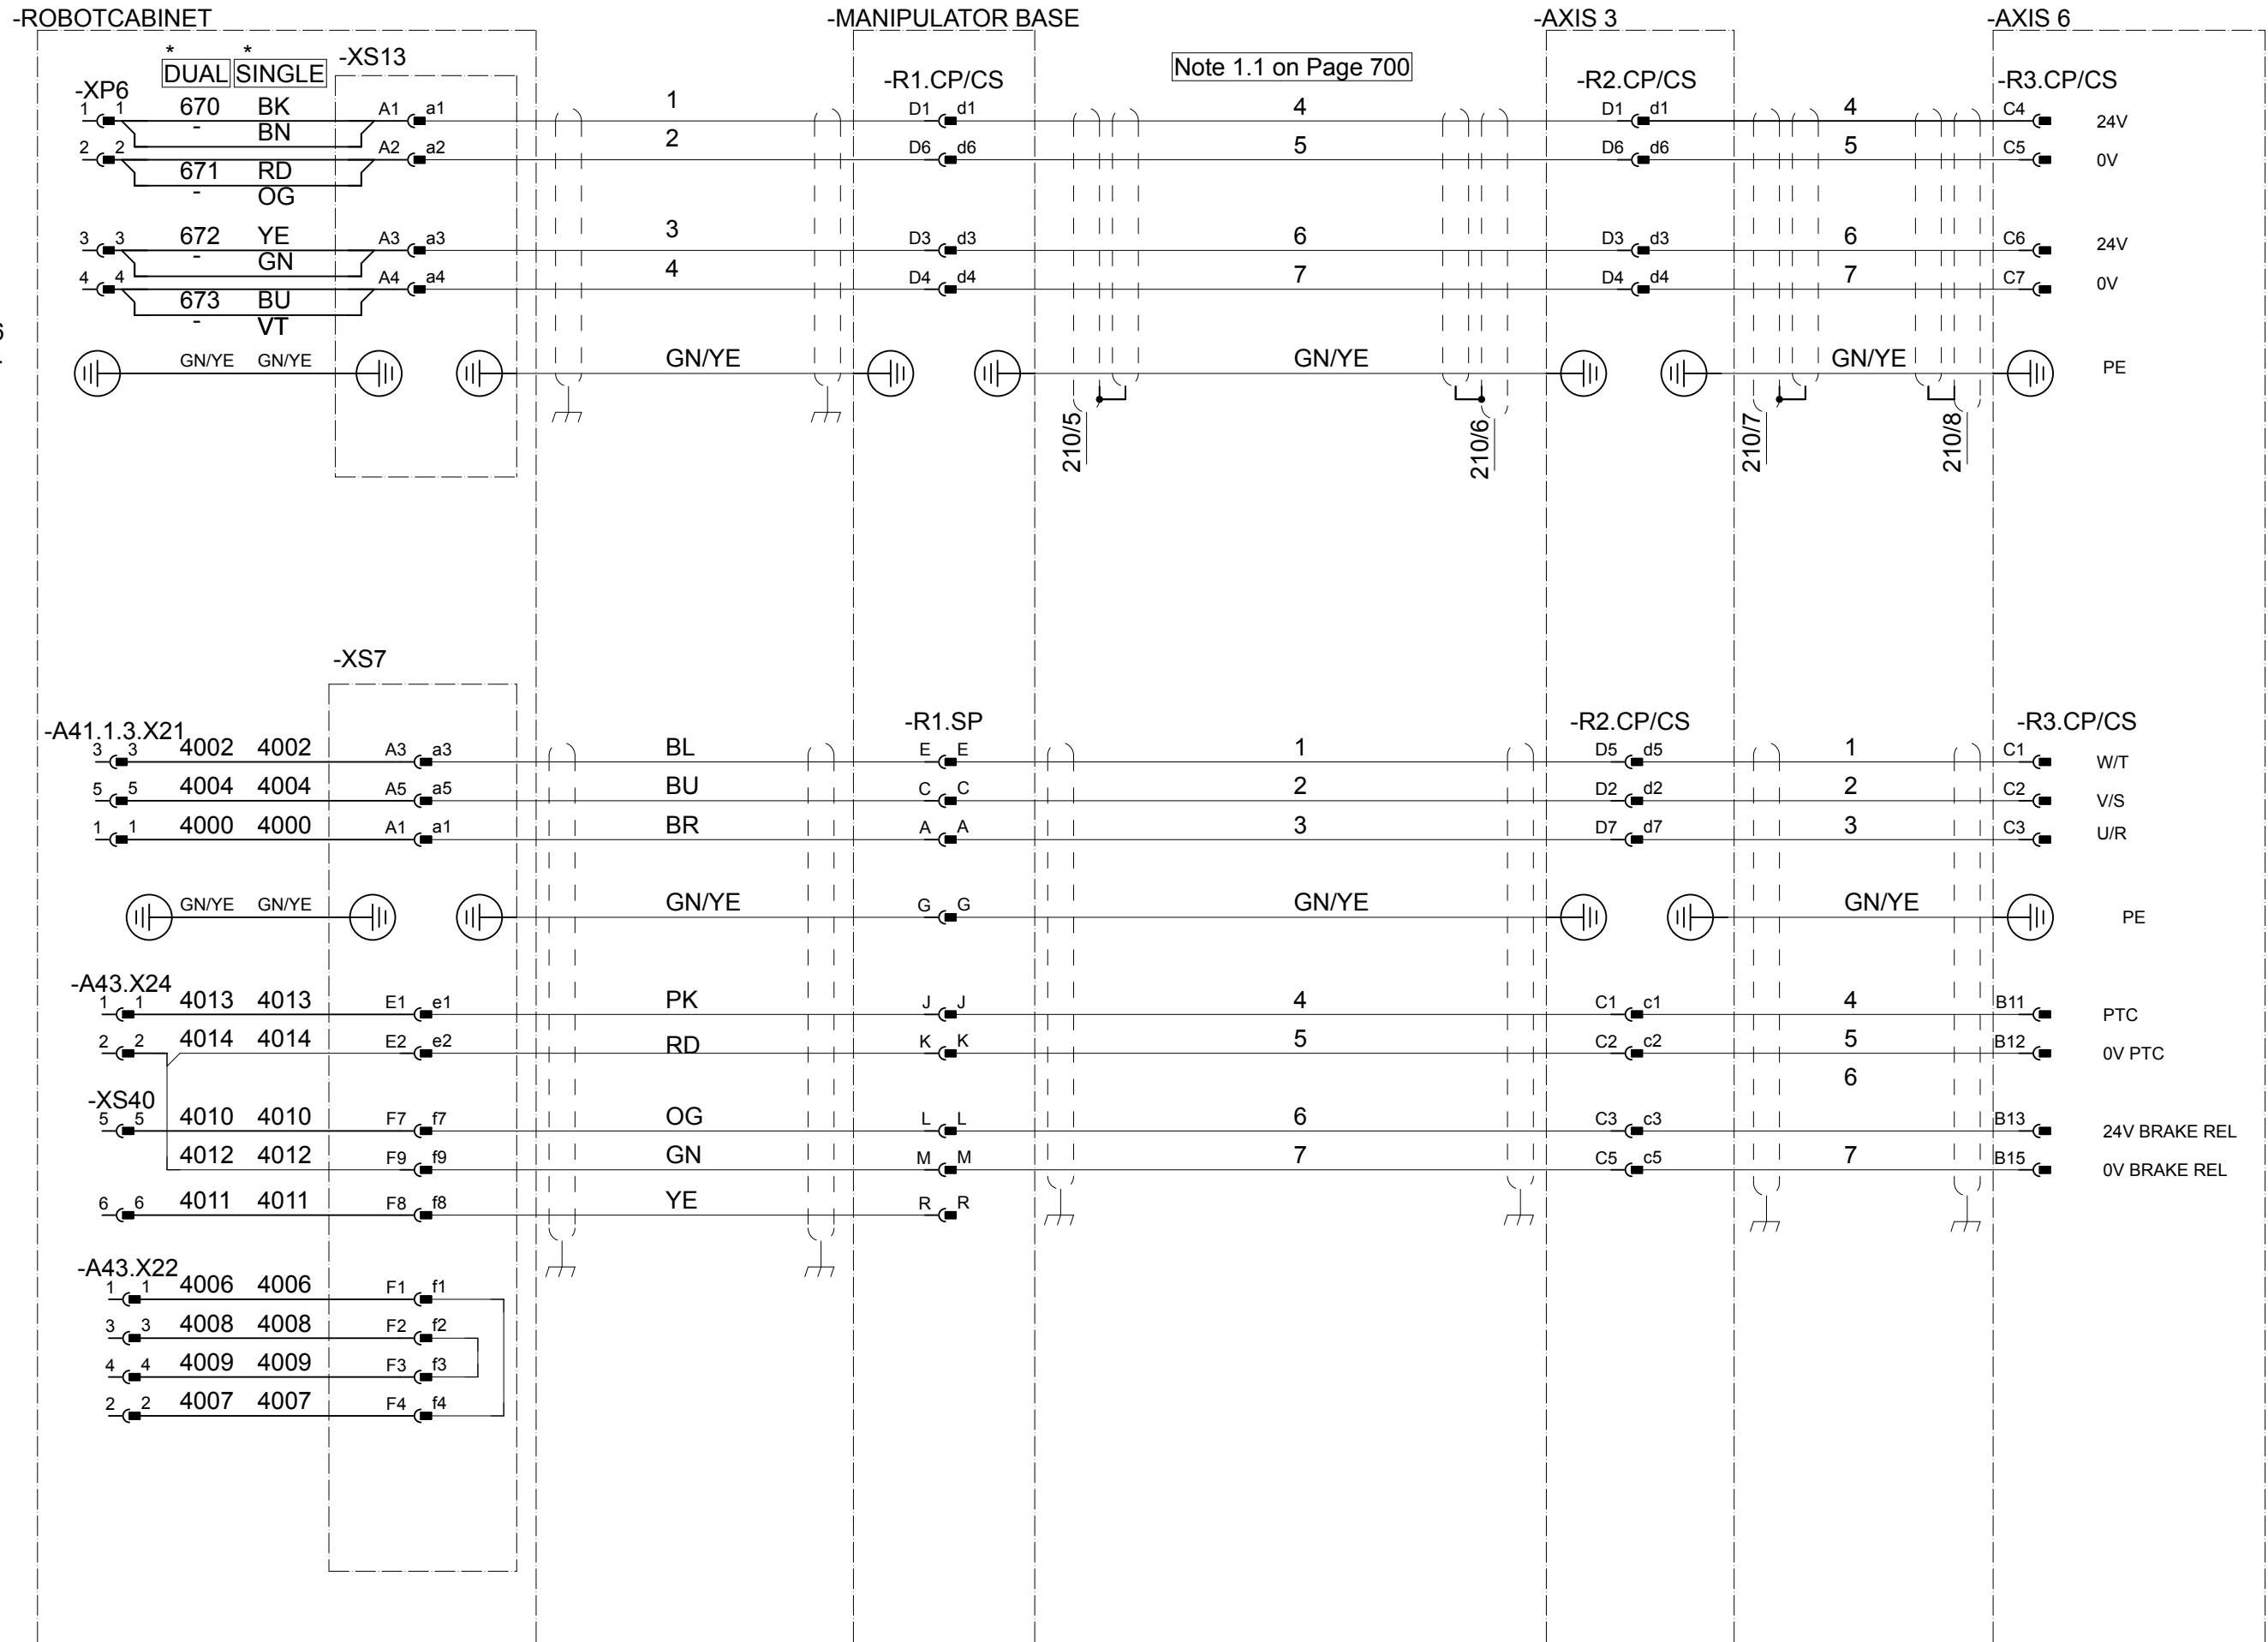 -ROBOTCABINET -MANIPULATOR BASE -AXIS 3 -AXIS 6
* *
DUAL SINGLE -XS13 Note 1.1 on Page 700
-XP6 -R1.CP/CS -R2.CP/CS -R3.CP/CS
1 1 670 BK A1 a1 1 D1 d1 4 D1 d1 4 C4 24V
- BN
2 2 A2 a2 2 D6 d6 5 D6 d6 5 C5 0V
671 RD
- OG
3 3 672 YE A3 a3 3 D3 d3 6 D3 d3 6 C6 24V
- GN
4 4 A4 a4 4 D4 d4 7 D4 d4 7 C7 0V
673 BU
- VT
GN/YE GN/YE GN/YE GN/YE GN/YE PE
210/5 210/6 210/7 210/8
-XS7
-A41.1.3.X21 -R1.SP -R2.CP/CS -R3.CP/CS
3 3 4002 4002 A3 a3 BL E E 1 D5 d5 1 C1 W/T
5 5 4004 4004 A5 a5 BU C C 2 D2 d2 2 C2 V/S
1 1 4000 4000 A1 a1 BR A A 3 D7 d7 3 C3 U/R
GN/YE GN/YE GN/YE G G GN/YE GN/YE PE
-A43.X24
1 1 4013 4013 E1 e1 PK J J 4 C1 c1 4 B11 PTC
2 2 4014 4014 E2 e2 RD K K 5 C2 c2 5 B12 0V PTC
6
-XS40
5 5 4010 4010 F7 f7 OG L L 6 C3 c3 B13 24V BRAKE REL
4012 4012 F9 f9 GN M M 7 C5 c5 7 B15 0V BRAKE REL
6 6 4011 4011 F8 f8 YE R R
-A43.X22
1 1 4006 4006 F1 f1
3 3 4008 4008 F2 f2
4 4 4009 4009 F3 f3
2 2 4007 4007 F4 f4